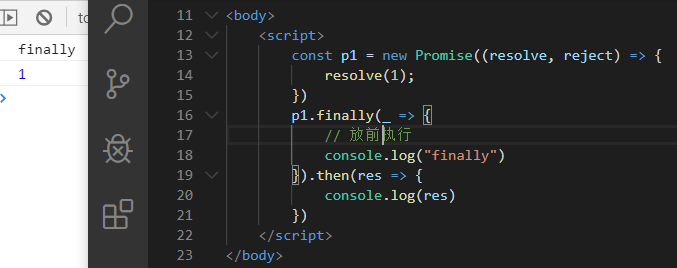 to
finally
1
11 <body>
12 <script>
13 const p1 = new Promise((resolve, reject) => {
14 resolve(1);
15 })
16 p1.finally(_ => {
17 // 放前执行
18 console.log("finally")
19 }).then(res => {
20 console.log(res)
21 })
22 </script>
23 </body>